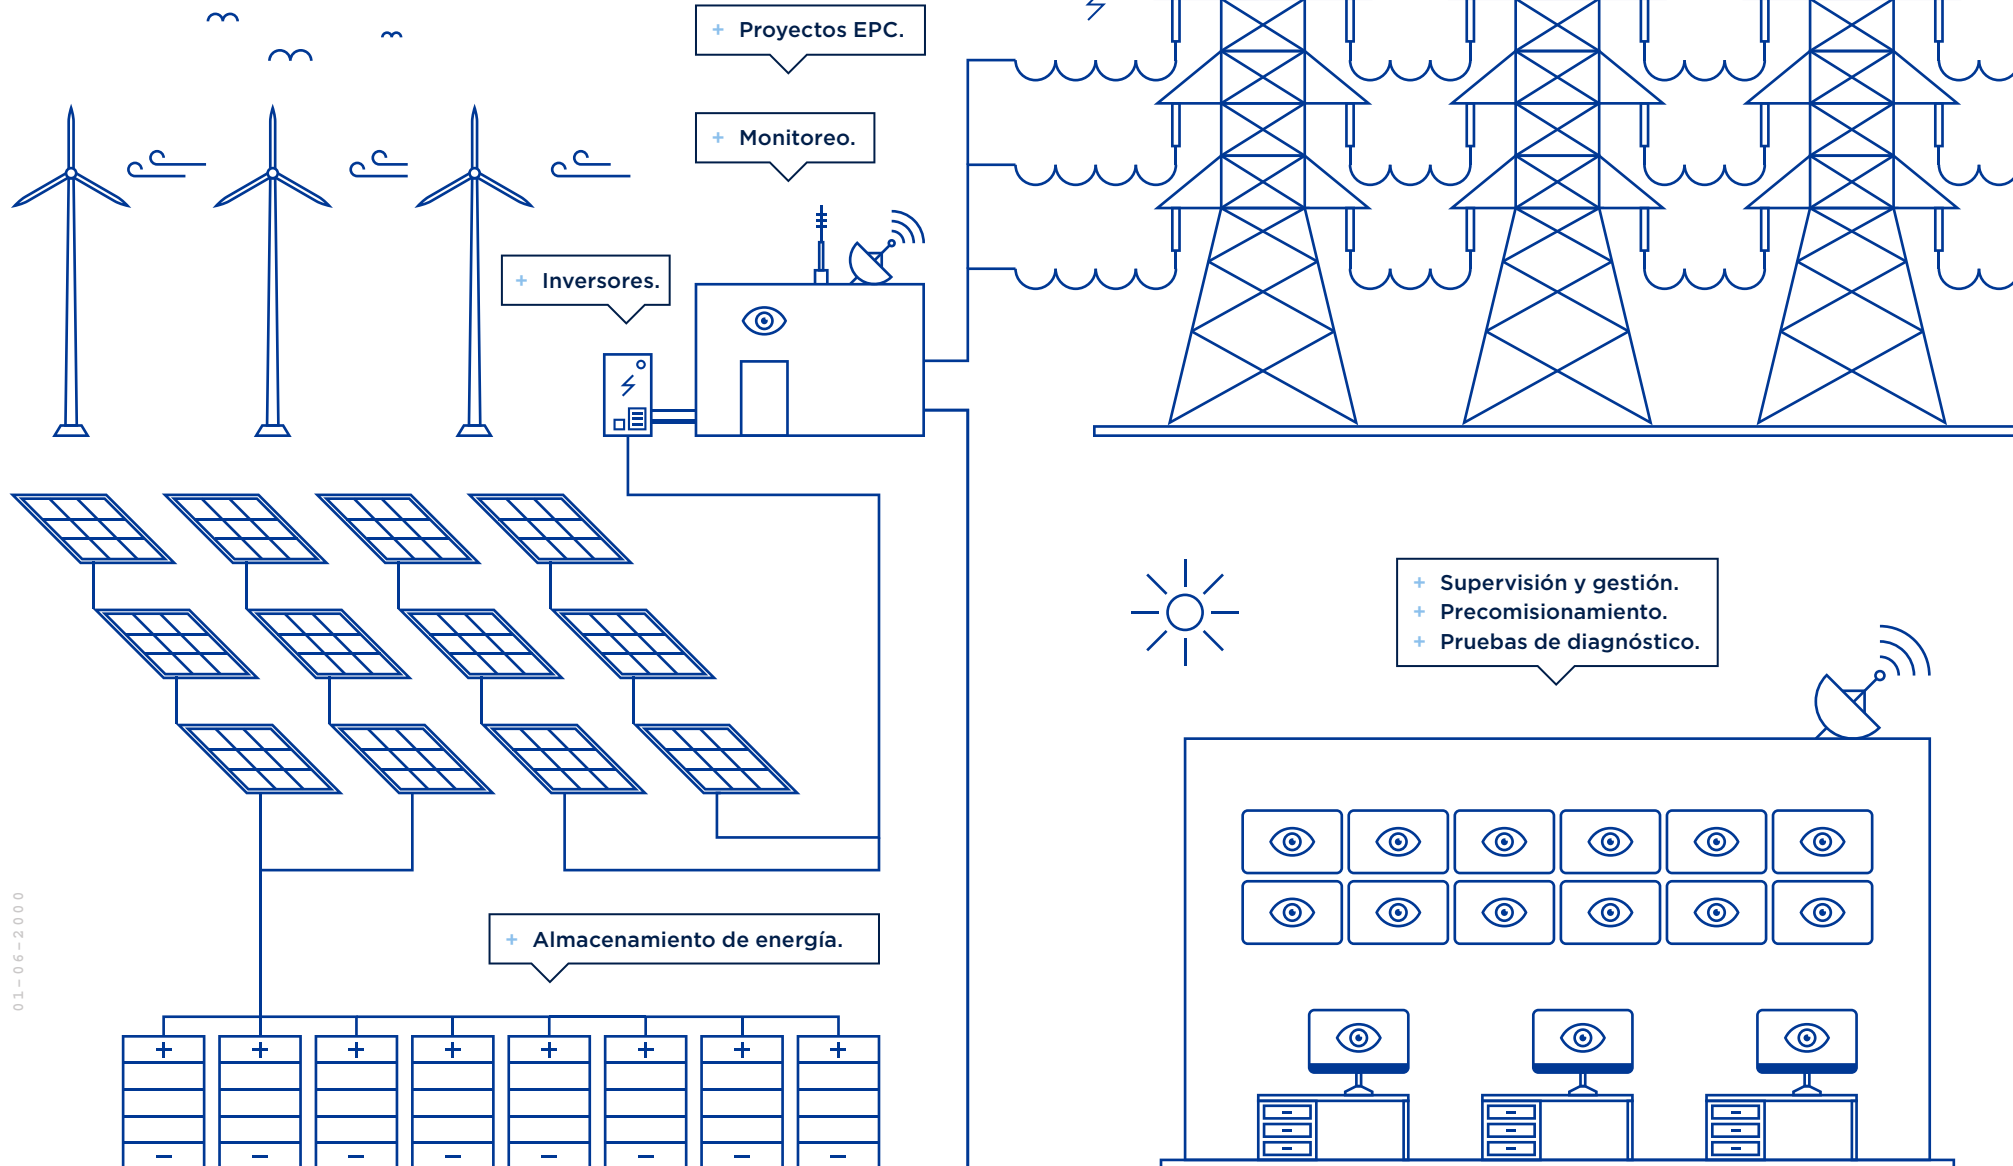 Proyectos EPC.
Monitoreo.
Inversores.
Supervisión y gestión.
Precomisionamiento.
Pruebas de diagnóstico.
Almacenamiento de energía.
01-06-2000